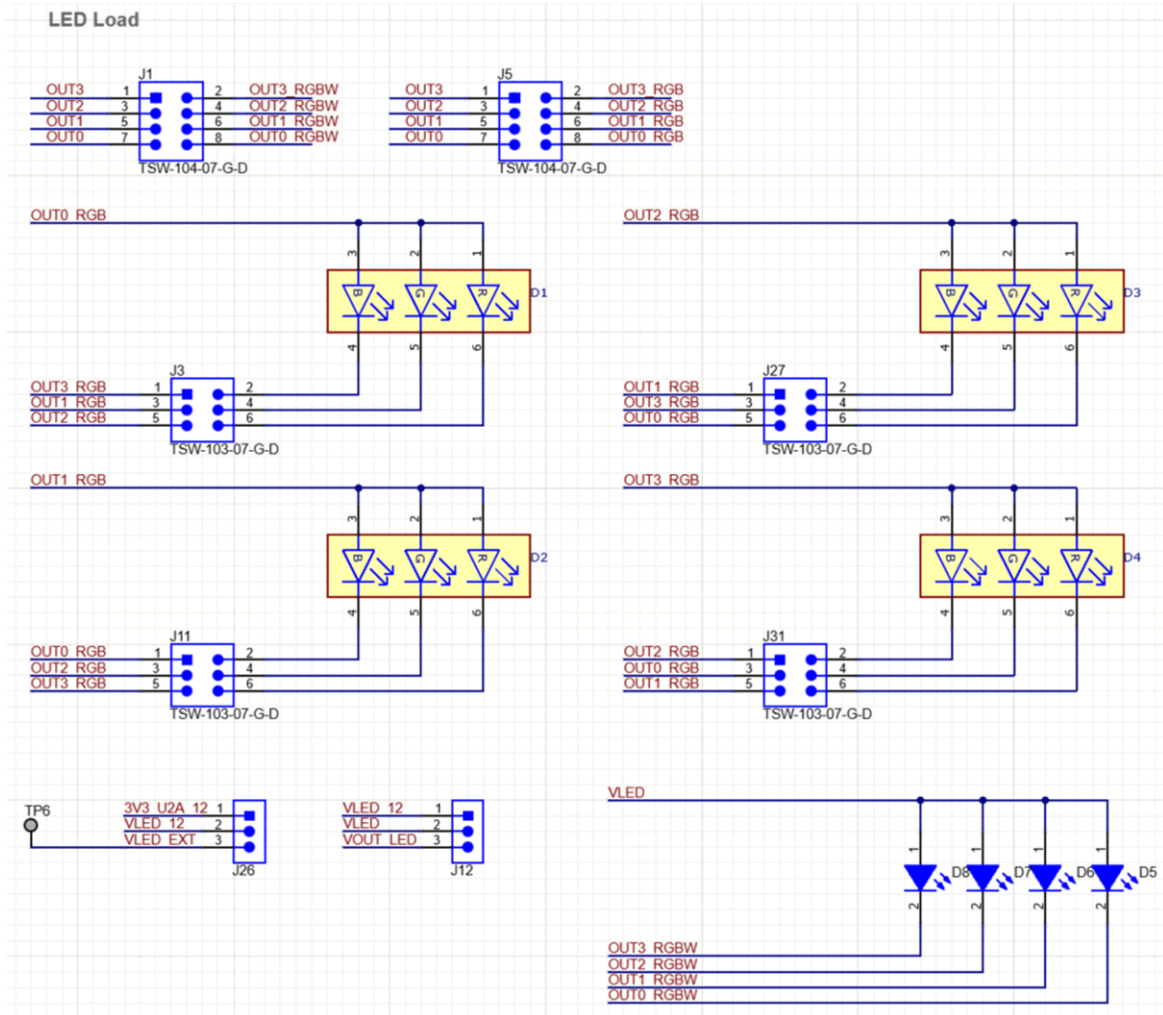 LED Load
J1
OUT3 1 2 OUT3_RGBW
OUT2 3 4 OUT2_RGBW
OUT1 5 6 OUT1_RGBW
OUT0 7 8 OUT0_RGBW
TSW-104-07-G-D
J5
OUT3 1 2 OUT3_RGB
OUT2 3 4 OUT2_RGB
OUT1 5 6 OUT1_RGB
OUT0 7 8 OUT0_RGB
TSW-104-07-G-D
OUT0_RGB
3 2 1
B G R D1
4 5 6
J3
OUT3_RGB 1 2
OUT1_RGB 3 4
OUT2_RGB 5 6
TSW-103-07-G-D
OUT2_RGB
3 2 1
B G R D3
4 5 6
J27
OUT1_RGB 1 2
OUT3_RGB 3 4
OUT0_RGB 5 6
TSW-103-07-G-D
OUT1_RGB
3 2 1
B G R D2
4 5 6
J11
OUT0_RGB 1 2
OUT2_RGB 3 4
OUT3_RGB 5 6
TSW-103-07-G-D
OUT3_RGB
3 2 1
B G R D4
4 5 6
J31
OUT2_RGB 1 2
OUT0_RGB 3 4
OUT1_RGB 5 6
TSW-103-07-G-D
TP6
3V3_U2A_12 1
VLED_12 2
VLED_EXT 3
J26
VLED_12 1
VLED 2
VOUT_LED 3
J12
VLED
1 1 1 1
D8 D7 D6 D5
2 2 2 2
OUT3_RGBW
OUT2_RGBW
OUT1_RGBW
OUT0_RGBW